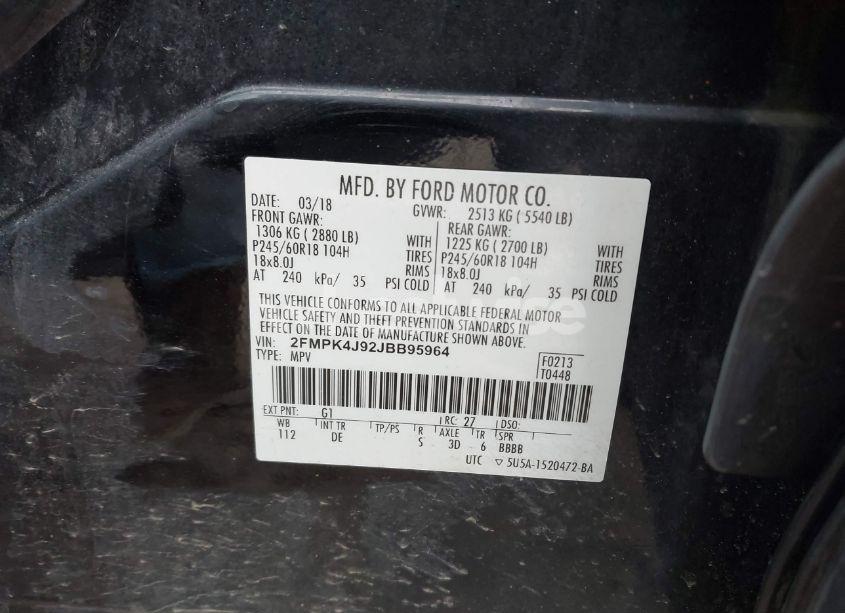 MFD. BY FORD MOTOR CO.
DATE: 03/18 GVWR: 2513 KG ( 5540 LB)
FRONT GAWR: REAR GAWR:
1306 KG ( 2880 LB) WITH 1225 KG ( 2700 LB) WITH
P245/60R18 104H TIRES P245/60R18 104H TIRES
18x8.0J RIMS 18x8.0J RIMS
AT 240 kPa/ 35 PSI COLD AT 240 kPa/ 35 PSI COLD
THIS VEHICLE CONFORMS TO ALL APPLICABLE FEDERAL MOTOR
VEHICLE SAFETY AND THEFT PREVENTION STANDARDS IN
EFFECT ON THE DATE OF MANUFACTURE SHOWN ABOVE.
VIN: 2FMPK4J92JBB95964
TYPE: MPV
F0213
T0448
EXT PNT: G1 RC: 27 DSO:
WB INT TR TP/PS R AXLE TR SPR
112 DE S 3D 6 BBBB
UTC ▽ 5U5A-1520472-BA